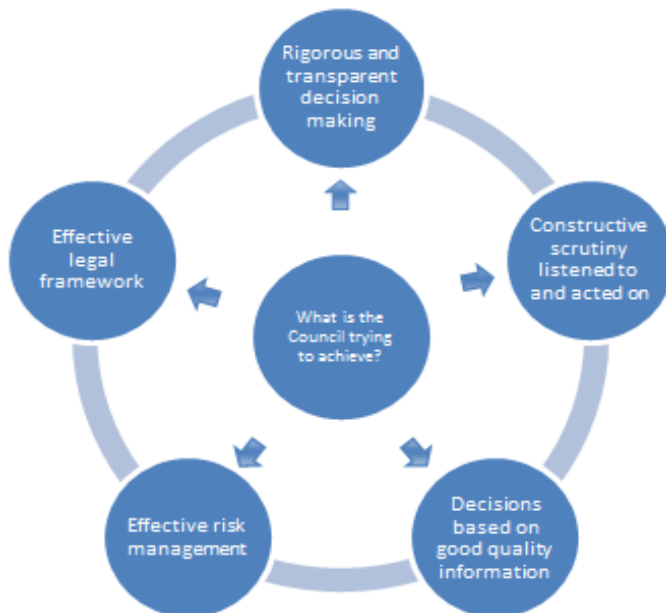 Rigorous and
transparent
decision
making
Constructive
scrutiny
listened to
and acted on
Decisions
based on
good quality
information
Effective risk
management
Effective
legal
framework
What is the
Council trying
to achieve?